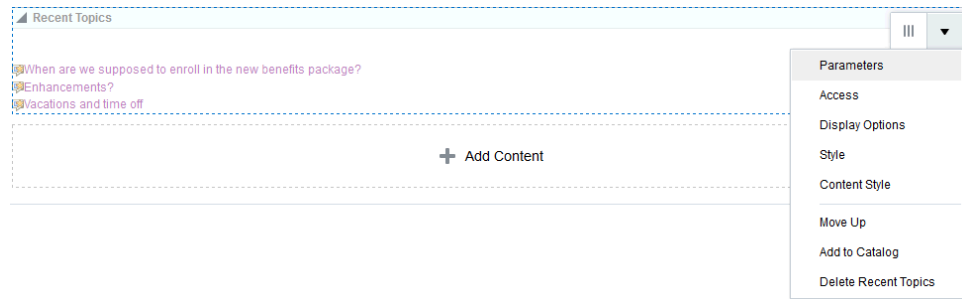 Recent Topics
When are we supposed to enroll in the new benefits package?
Enhancements?
Vacations and time off
Add Content
Parameters
Access
Display Options
Style
Content Style
Move Up
Add to Catalog
Delete Recent Topics